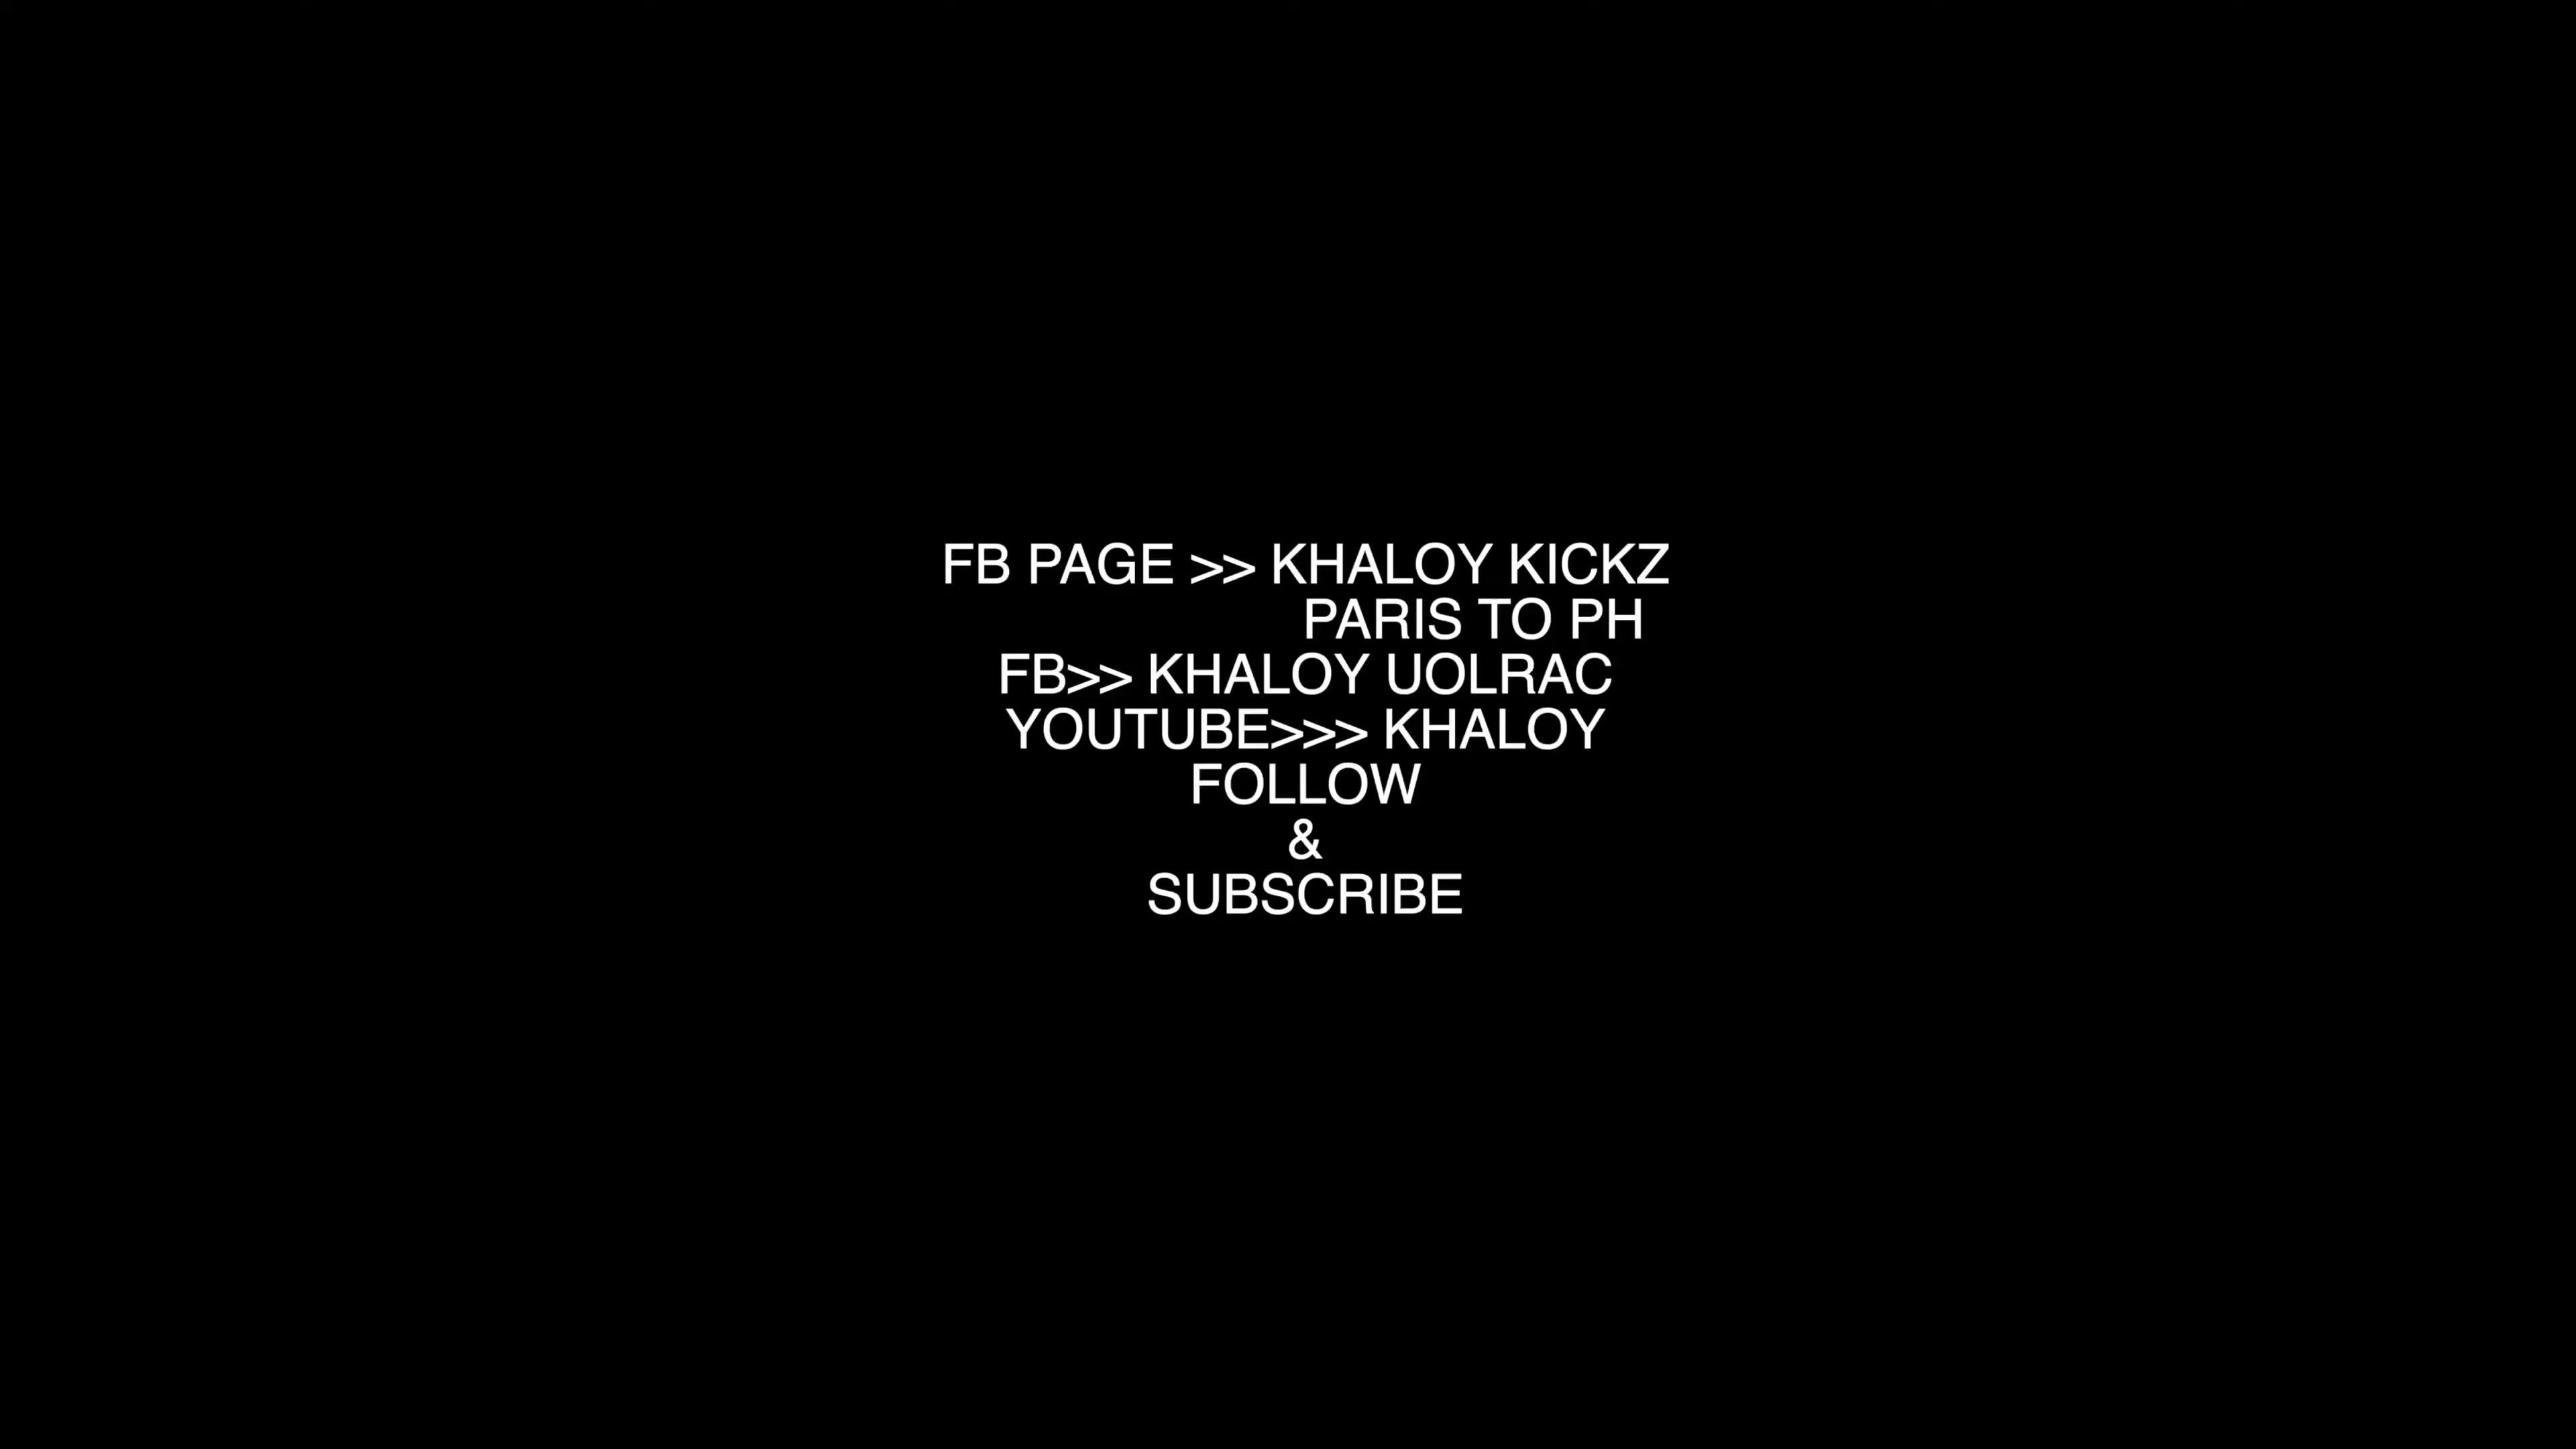 FB PAGE >> KHALOY KICKZ
PARIS TO PH
FB>> KHALOY UOLRAC
YOUTUBE>>> KHALOY
FOLLOW
&
SUBSCRIBE